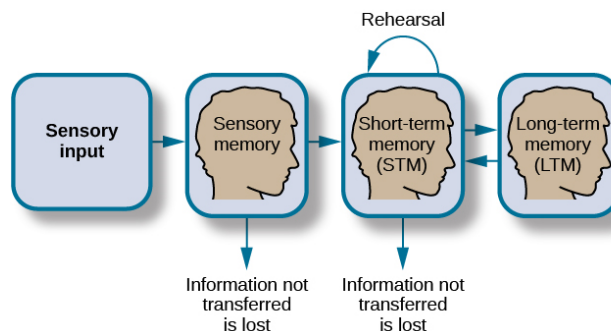 Rehearsal
Sensory
input
Sensory
memory
Short-term
memory
(STM)
Long-term
memory
(LTM)
Information not
transferred
is lost
Information not
transferred
is lost